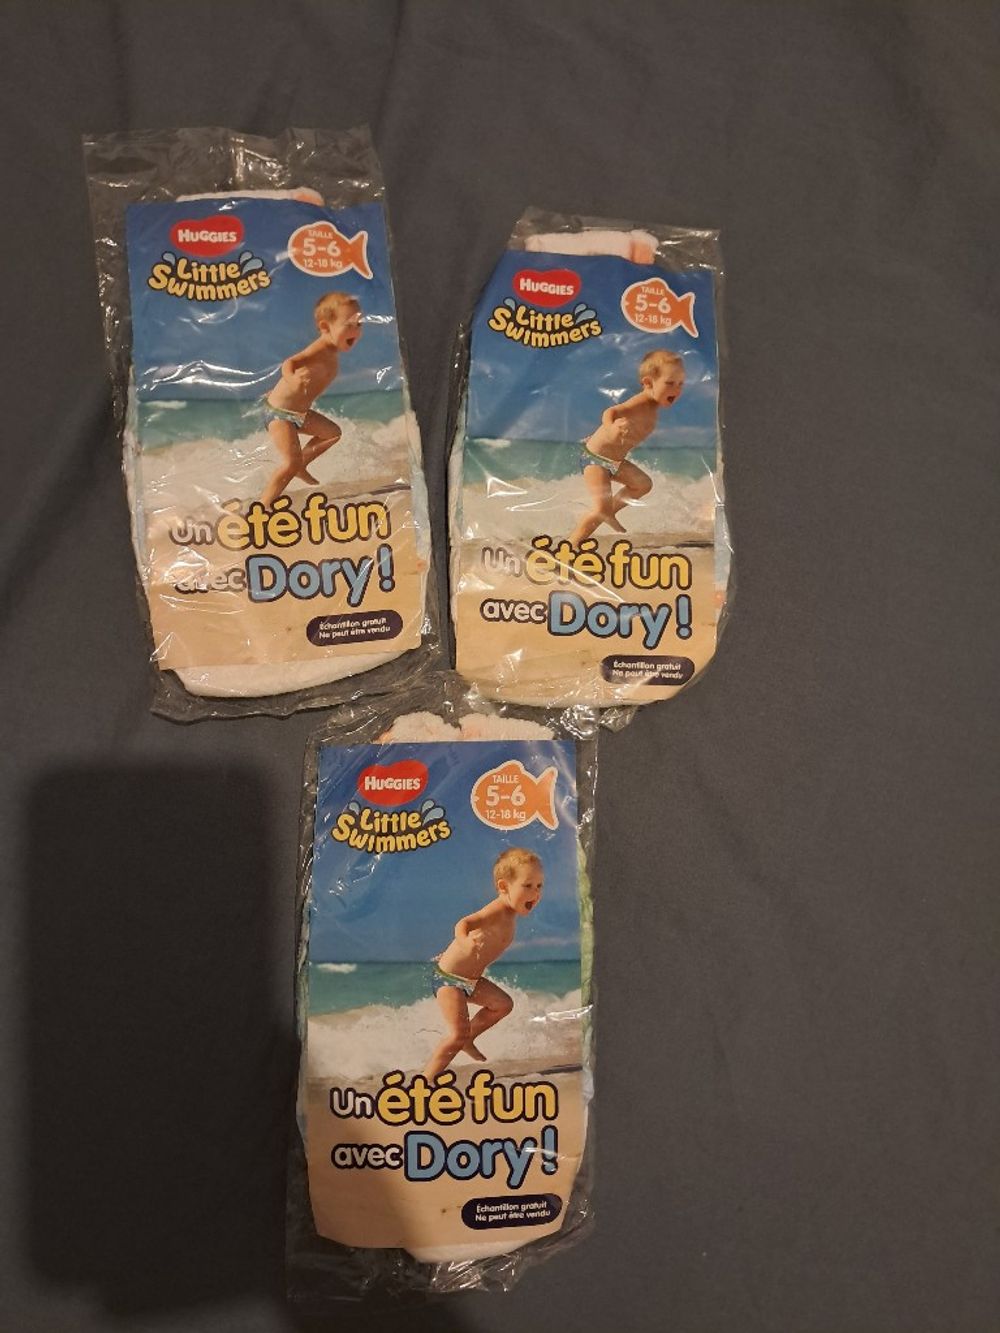 HUGGIES
Little
Swimmers
TAILLE
5-6
12-18 kg
Un été fun
avec Dory !
Échantillon gratuit
Ne peut être vendu
HUGGIES
Little
Swimmers
TAILLE
5-6
12-18 kg
Un été fun
avec Dory !
Échantillon gratuit
Ne peut être vendu
HUGGIES
Little
Swimmers
TAILLE
5-6
12-18 kg
Un été fun
avec Dory !
Échantillon gratuit
Ne peut être vendu